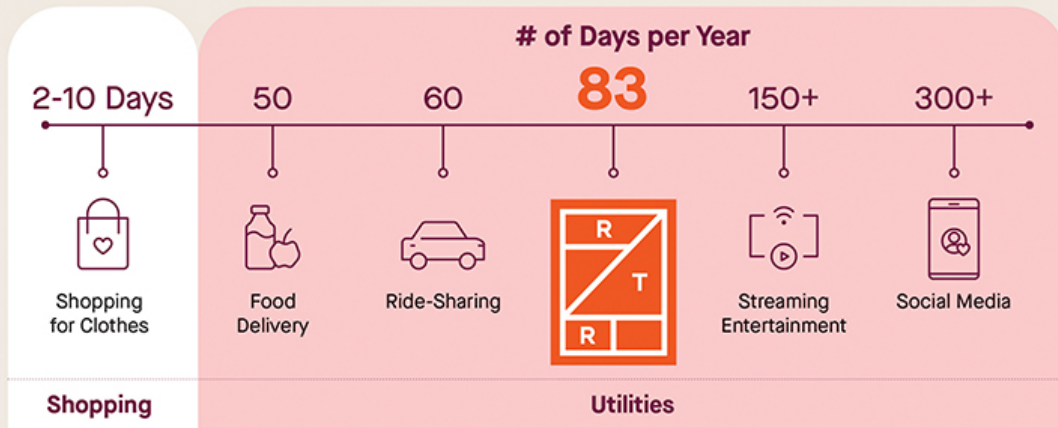 # of Days per Year
2-10 Days
50
60
83
150+
300+
R
T
R
Shopping
for Clothes
Food
Delivery
Ride-Sharing
Streaming
Entertainment
Social Media
Shopping
Utilities